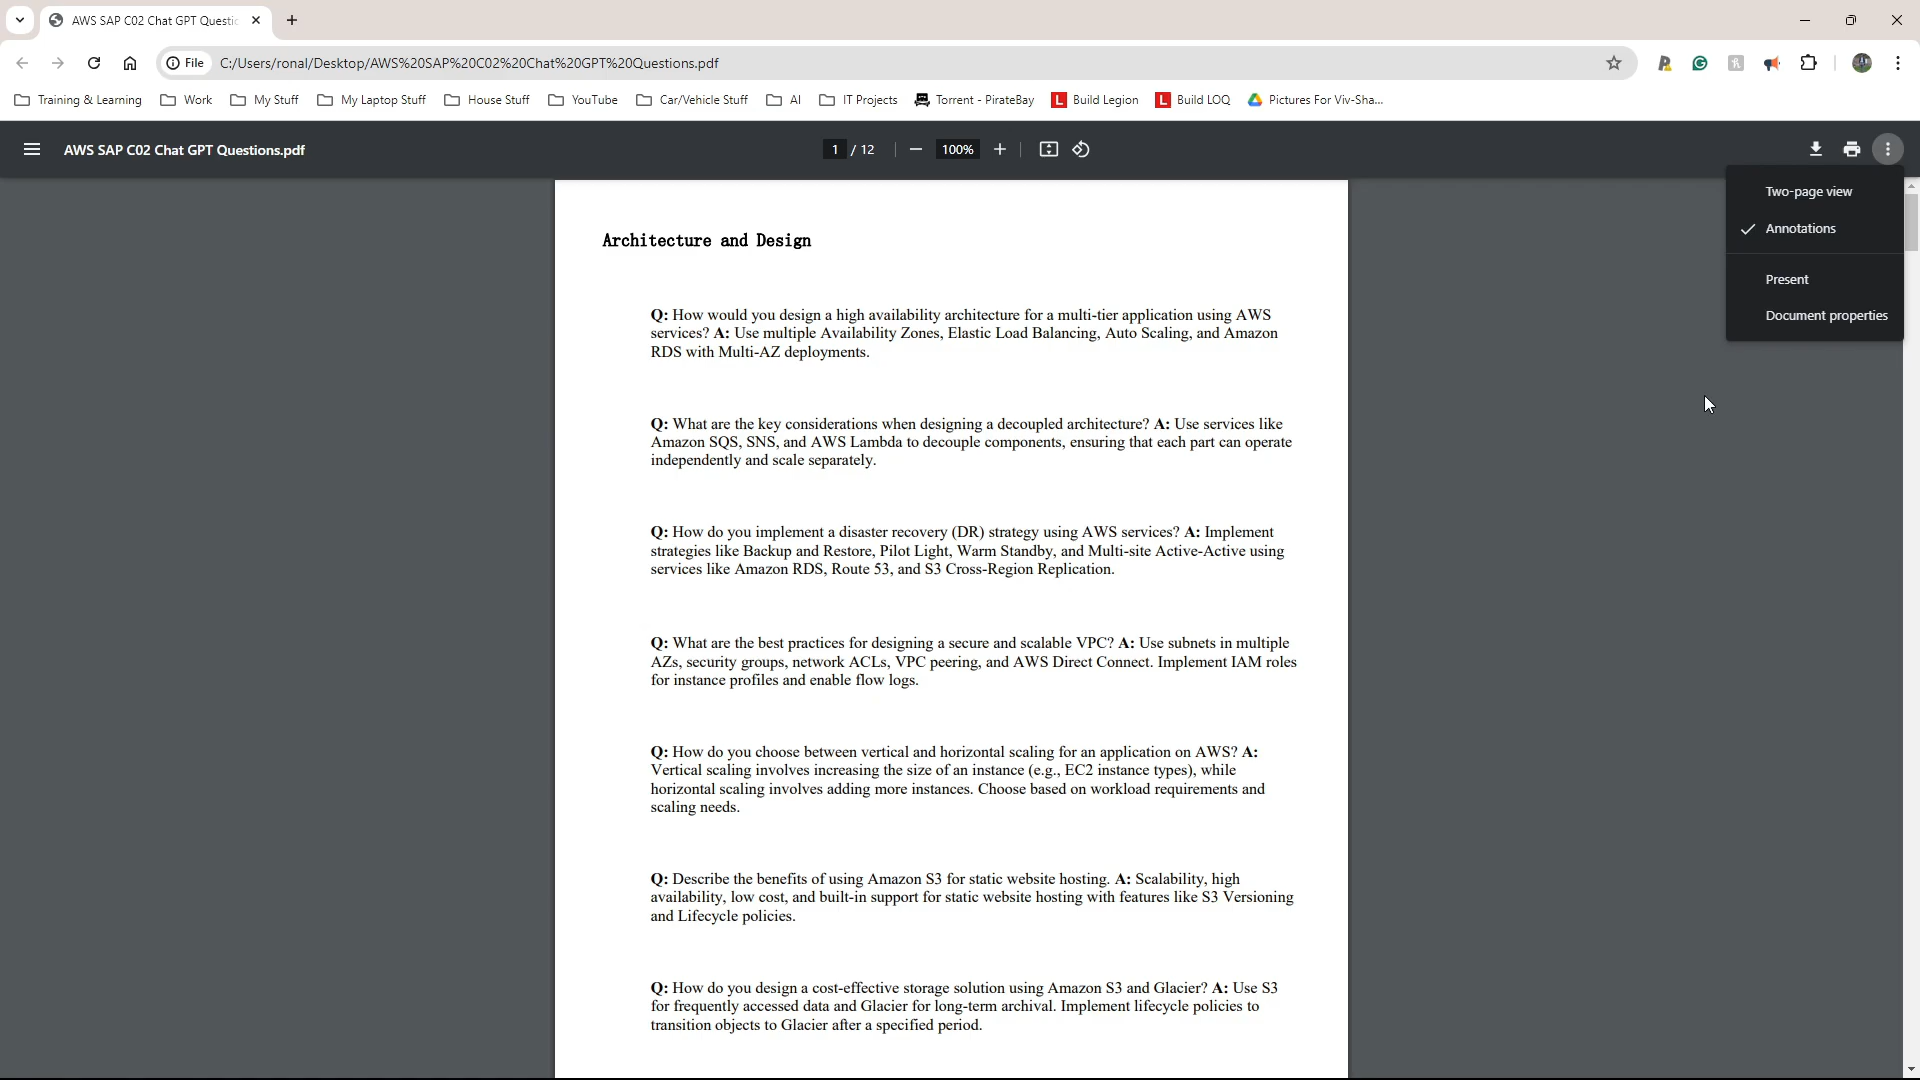 AWS SAP C02 Chat GPT Questic
File
C:/Users/ronal/Desktop/AWS%20SAP%20C02%20Chat%20GPT%20Questions.pdf
Training & Learning
Work
My Stuff
My Laptop Stuff
House Stuff
YouTube
Car/Vehicle Stuff
AI
IT Projects
Torrent - PirateBay
L Build Legion
L Build LOQ
Pictures For Viv-Sha...
AWS SAP C02 Chat GPT Questions.pdf
1 / 12
100%
Two-page view
Annotations
Present
Document properties
Architecture and Design
Q: How would you design a high availability architecture for a multi-tier application using AWS
services? A: Use multiple Availability Zones, Elastic Load Balancing, Auto Scaling, and Amazon
RDS with Multi-AZ deployments.
Q: What are the key considerations when designing a decoupled architecture? A: Use services like
Amazon SQS, SNS, and AWS Lambda to decouple components, ensuring that each part can operate
independently and scale separately.
Q: How do you implement a disaster recovery (DR) strategy using AWS services? A: Implement
strategies like Backup and Restore, Pilot Light, Warm Standby, and Multi-site Active-Active using
services like Amazon RDS, Route 53, and S3 Cross-Region Replication.
Q: What are the best practices for designing a secure and scalable VPC? A: Use subnets in multiple
AZs, security groups, network ACLs, VPC peering, and AWS Direct Connect. Implement IAM roles
for instance profiles and enable flow logs.
Q: How do you choose between vertical and horizontal scaling for an application on AWS? A:
Vertical scaling involves increasing the size of an instance (e.g., EC2 instance types), while
horizontal scaling involves adding more instances. Choose based on workload requirements and
scaling needs.
Q: Describe the benefits of using Amazon S3 for static website hosting. A: Scalability, high
availability, low cost, and built-in support for static website hosting with features like S3 Versioning
and Lifecycle policies.
Q: How do you design a cost-effective storage solution using Amazon S3 and Glacier? A: Use S3
for frequently accessed data and Glacier for long-term archival. Implement lifecycle policies to
transition objects to Glacier after a specified period.